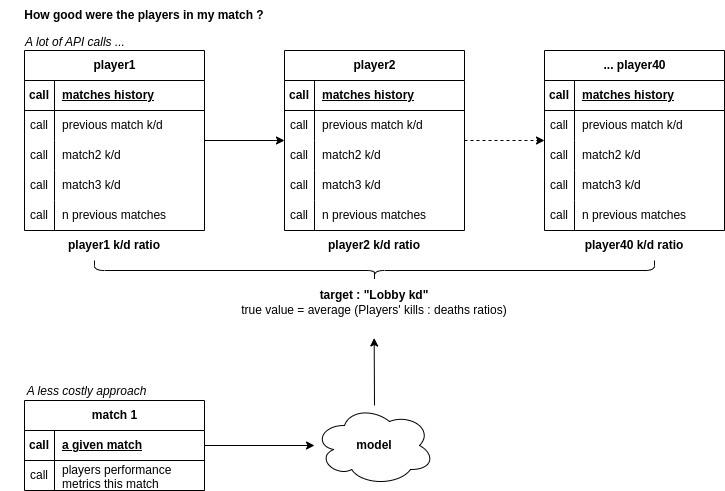 How good were the players in my match ?
A lot of API calls ...
player1
call matches history
call previous match k/d
call match2 k/d
call match3 k/d
call n previous matches
player1 k/d ratio
player2
call matches history
call previous match k/d
call match2 k/d
call match3 k/d
call n previous matches
player2 k/d ratio
... player40
call matches history
call previous match k/d
call match2 k/d
call match3 k/d
call n previous matches
player40 k/d ratio
target : "Lobby kd"
true value = average (Players' kills : deaths ratios)
A less costly approach
match 1
call a given match
call players performance
metrics this match
model